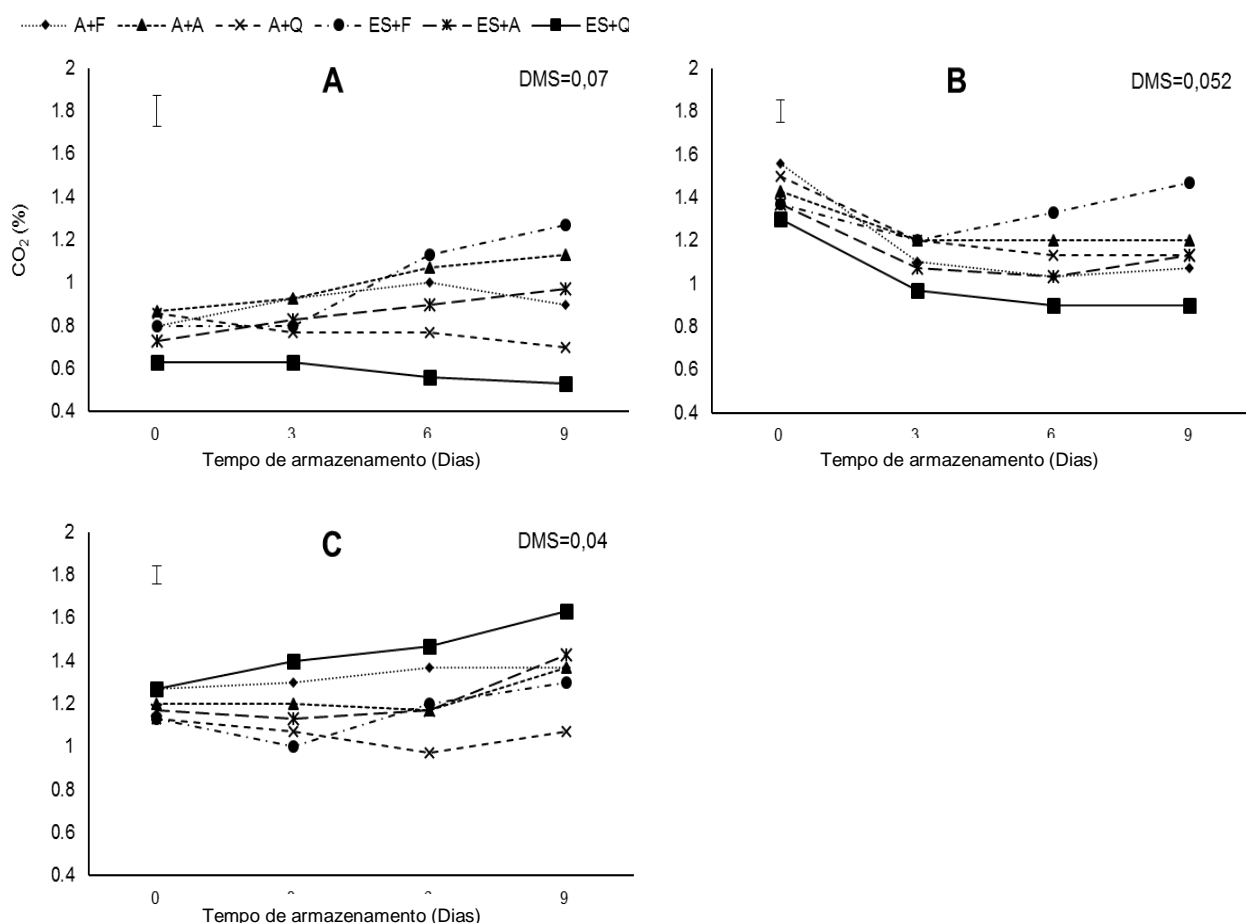 A+F A+A A+Q ES+F ES+A ES+Q
A
DMS=0,07
2
1.8
1.6
1.4
1.2
1
0.8
0.6
0.4
CO2 (%)
0 3 6 9
Tempo de armazenamento (Dias)
B
DMS=0,052
2
1.8
1.6
1.4
1.2
1
0.8
0.6
0.4
0 3 6 9
Tempo de armazenamento (Dias)
C
DMS=0,04
2
1.8
1.6
1.4
1.2
1
0.8
0.6
0.4
0 9
Tempo de armazenamento (Dias)